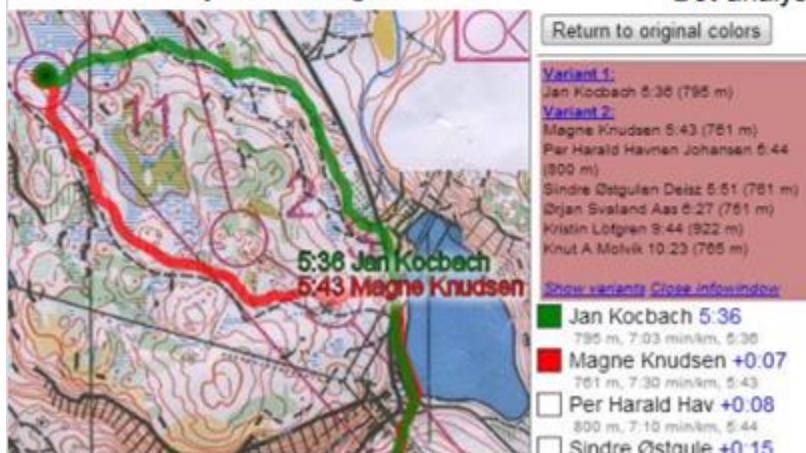 Return to original colors
Variant 1:
Jan Kocbach 5:36 (795 m)
Variant 2:
Magne Knudsen 5:43 (761 m)
Per Harald Havnen Johansen 5:44
(800 m)
Sindre Østgulen Deisz 5:51 (761 m)
Ørjan Svaland Aas 6:27 (751 m)
Kristin Löfgren 9:44 (922 m)
Knut A Molvik 10:23 (765 m)
Show variants Close infowindow
11
2
5:36 Jan Kocbach
5:43 Magne Knudsen
Jan Kocbach 5:36
795 m, 7:03 min/km, 5:36
Magne Knudsen +0:07
761 m, 7:30 min/km, 5:43
Per Harald Hav +0:08
800 m, 7:10 min/km, 5:44
Sindre Østgule +0:15